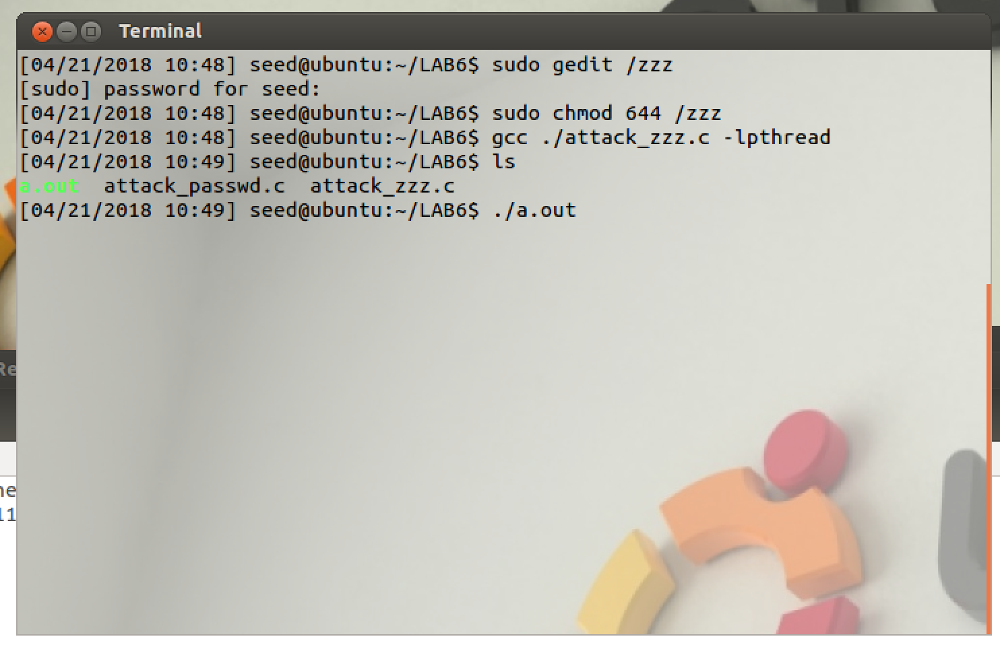 Terminal
[04/21/2018 10:48] seed@ubuntu:~/LAB6$ sudo gedit /zzz
[sudo] password for seed:
[04/21/2018 10:48] seed@ubuntu:~/LAB6$ sudo chmod 644 /zzz
[04/21/2018 10:48] seed@ubuntu:~/LAB6$ gcc ./attack_zzz.c -lpthread
[04/21/2018 10:49] seed@ubuntu:~/LAB6$ ls
a.out  attack_passwd.c  attack_zzz.c
[04/21/2018 10:49] seed@ubuntu:~/LAB6$ ./a.out
Re
ne
11